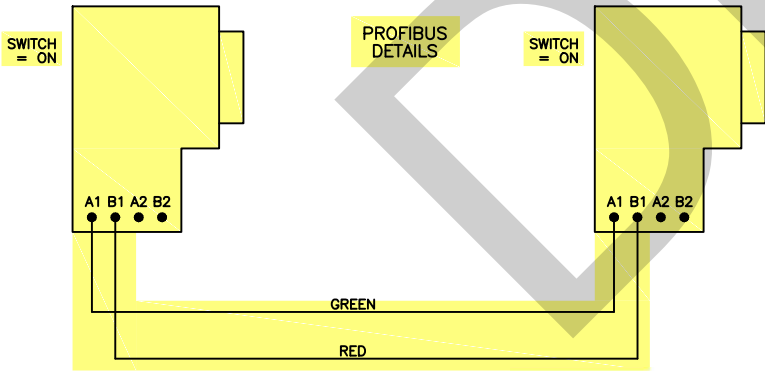 PROFIBUS
DETAILS
SWITCH
= ON
SWITCH
= ON
A1 B1 A2 B2
A1 B1 A2 B2
GREEN
RED